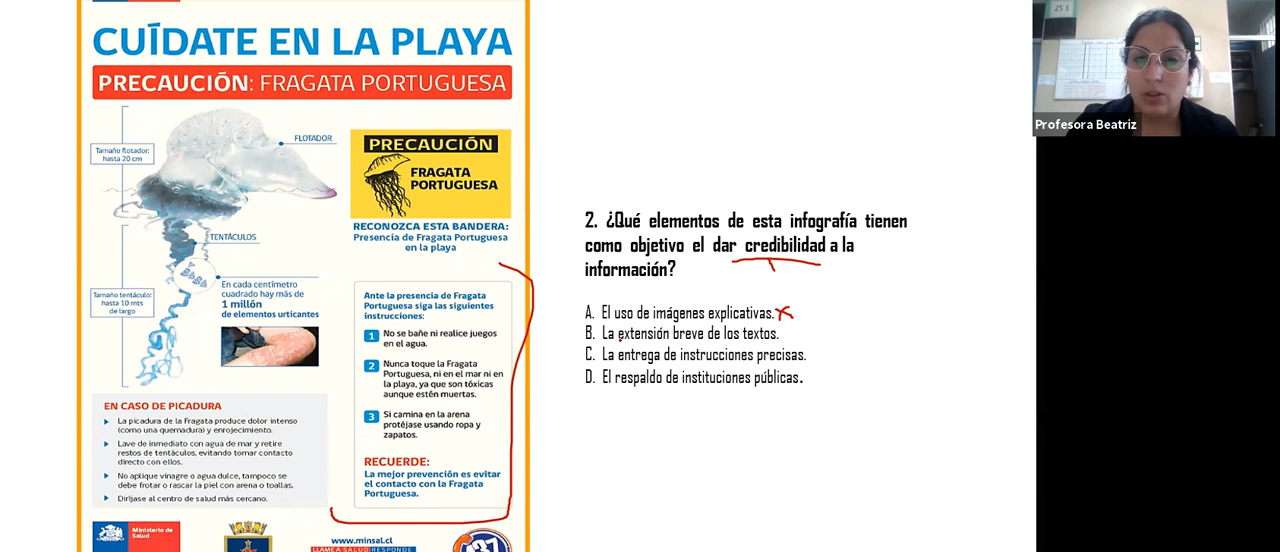 CUÍDATE EN LA PLAYA
PRECAUCIÓN: FRAGATA PORTUGUESA
FLOTADOR
Tamaño flotador:
hasta 20 cm
PRECAUCIÓN
FRAGATA
PORTUGUESA
RECONOZCA ESTA BANDERA:
Presencia de Fragata Portuguesa
en la playa
TENTÁCULOS
En cada centímetro
cuadrado hay más de
1 millón
de elementos urticantes
Tamaño tentáculo:
hasta 10 mts
de largo
Ante la presencia de Fragata
Portuguesa siga las siguientes
instrucciones:
1 No se bañe ni realice juegos
en el agua.
2 Nunca toque la Fragata
Portuguesa, ni en el mar ni en
la playa, ya que son tóxicas
aunque estén muertas.
3 Si camina en la arena
protéjase usando ropa y
zapatos.
RECUERDE:
La mejor prevención es evitar
el contacto con la Fragata
Portuguesa.
EN CASO DE PICADURA
La picadura de la Fragata produce dolor intenso
(como una quemadura) y enrojecimiento.
Lave de inmediato con agua de mar y retire
restos de tentáculos, evitando tomar contacto
directo con ellos.
No aplique vinagre o agua dulce, tampoco se
debe frotar o rascar la piel con arena o toallas.
Diríjase al centro de salud más cercano.
Ministerio de
Salud
www.minsal.cl
LLAME A SALUD RESPONDE
137
2. ¿Qué elementos de esta infografía tienen
como objetivo el dar credibilidad a la
información?
A. El uso de imágenes explicativas.
B. La extensión breve de los textos.
C. La entrega de instrucciones precisas.
D. El respaldo de instituciones públicas.
25 1
Profesora Beatriz